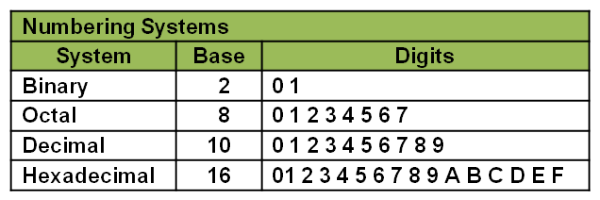 Numbering Systems
System Base Digits
Binary 2 0 1
Octal 8 0 1 2 3 4 5 6 7
Decimal 10 0 1 2 3 4 5 6 7 8 9
Hexadecimal 16 01 2 3 4 5 6 7 8 9 A B C D E F